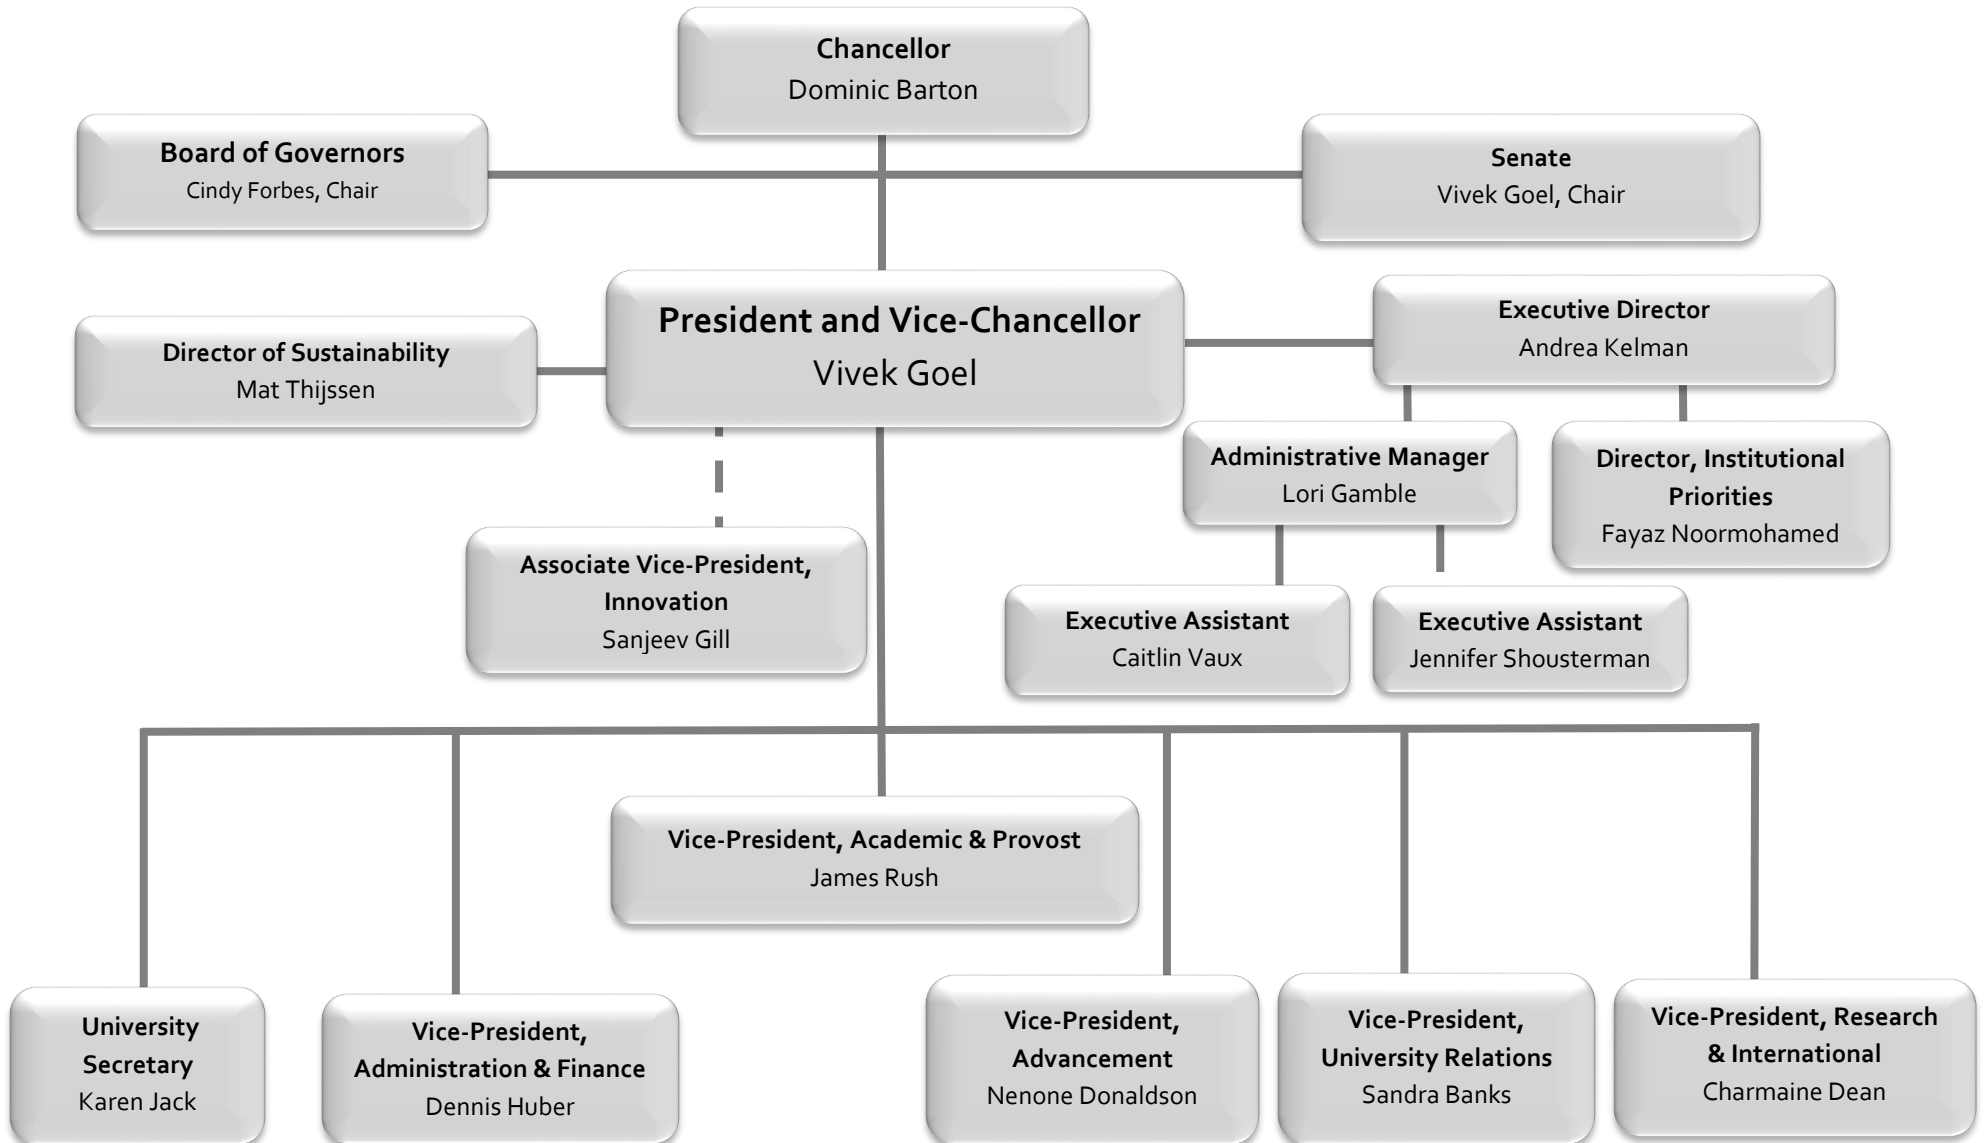 Chancellor
Dominic Barton
Board of Governors
Cindy Forbes, Chair
Senate
Vivek Goel, Chair
President and Vice-Chancellor
Vivek Goel
Executive Director
Andrea Kelman
Director of Sustainability
Mat Thijssen
Administrative Manager
Lori Gamble
Director, Institutional
Priorities
Fayaz Noormohamed
Associate Vice-President,
Innovation
Sanjeev Gill
Executive Assistant
Caitlin Vaux
Executive Assistant
Jennifer Shousterman
Vice-President, Academic & Provost
James Rush
University
Secretary
Karen Jack
Vice-President,
Administration & Finance
Dennis Huber
Vice-President,
Advancement
Nenone Donaldson
Vice-President,
University Relations
Sandra Banks
Vice-President, Research
& International
Charmaine Dean